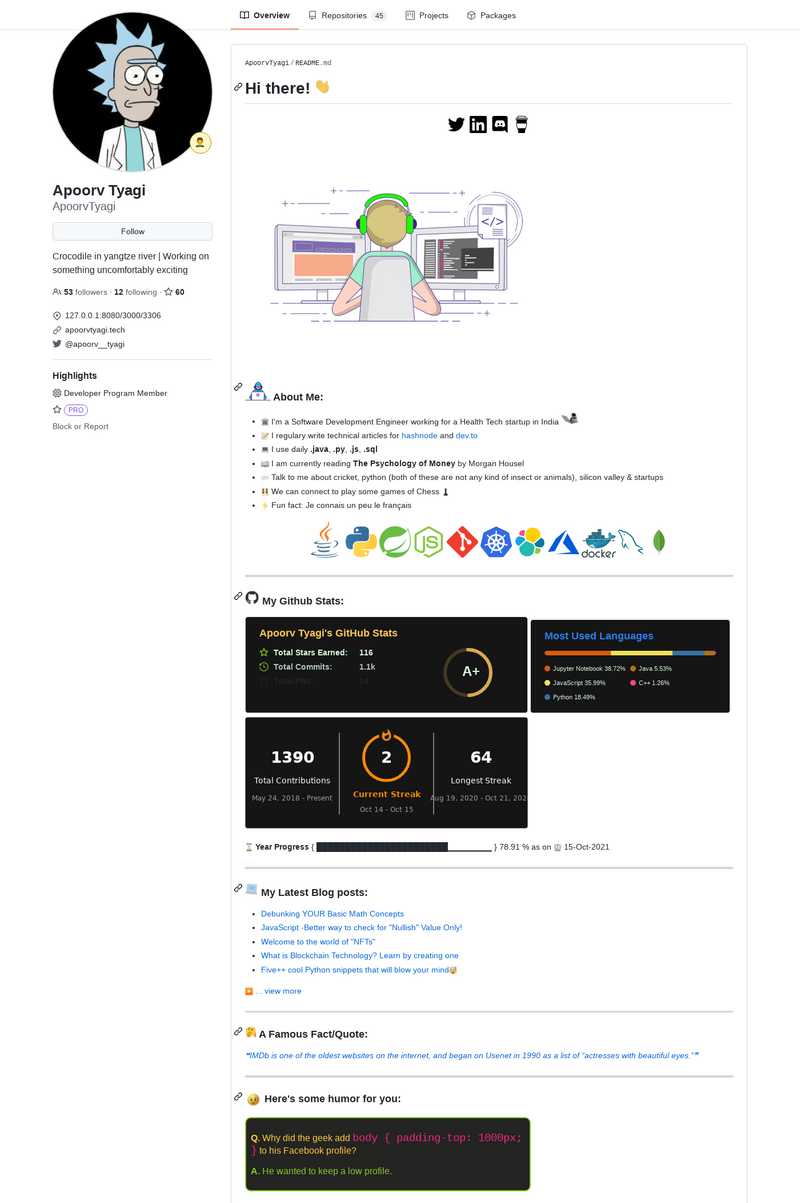 Overview Repositories 45 Projects Packages
Apoorv Tyagi
ApoorvTyagi
Follow
Crocodile in yangtze river | Working on
something uncomfortably exciting
53 followers · 12 following · 60
127.0.0.1:8080/3000/3306
apoorvtyagi.tech
@apoorv__tyagi
Highlights
Developer Program Member
PRO
Block or Report
ApoorvTyagi / README.md
Hi there!
</>
About Me:
I'm a Software Development Engineer working for a Health Tech startup in India
I regulary write technical articles for hashnode and dev.to
I use daily .java, .py, .js, .sql
I am currently reading The Psychology of Money by Morgan Housel
Talk to me about cricket, python (both of these are not any kind of insect or animals), silicon valley & startups
We can connect to play some games of Chess
Fun fact: Je connais un peu le français
docker
My Github Stats:
Apoorv Tyagi's GitHub Stats
Total Stars Earned: 116
Total Commits: 1.1k
A+
Most Used Languages
Jupyter Notebook 38.72% Java 5.53%
JavaScript 35.99% C++ 1.26%
Python 18.49%
1390
Total Contributions
May 24, 2018 - Present
2
Current Streak
Oct 14 - Oct 15
64
Longest Streak
Aug 19, 2020 - Oct 21, 202
Year Progress { } 78.91 % as on 15-Oct-2021
My Latest Blog posts:
Debunking YOUR Basic Math Concepts
JavaScript -Better way to check for "Nullish" Value Only!
Welcome to the world of "NFTs"
What is Blockchain Technology? Learn by creating one
Five++ cool Python snippets that will blow your mind
... view more
A Famous Fact/Quote:
❝IMDb is one of the oldest websites on the internet, and began on Usenet in 1990 as a list of "actresses with beautiful eyes."❞
Here's some humor for you:
Q. Why did the geek add body { padding-top: 1000px;
} to his Facebook profile?
A. He wanted to keep a low profile.